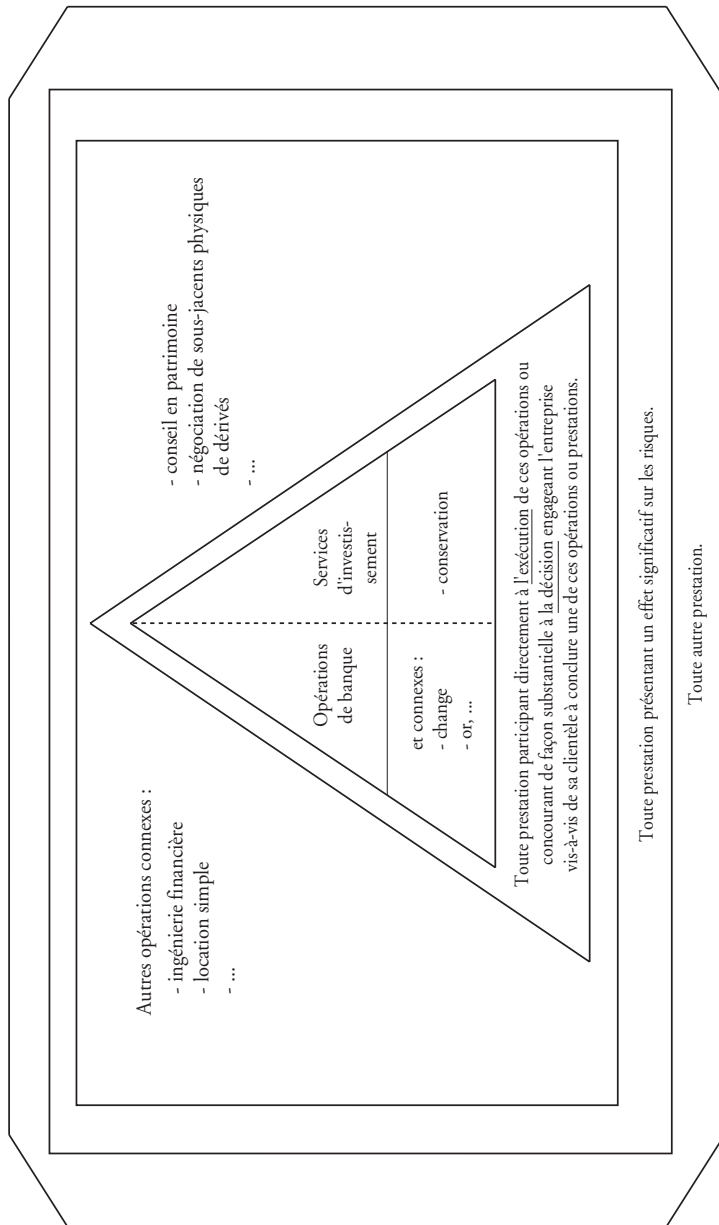 Autres opérations connexes :
- ingénierie financière
- location simple
- ...
- conseil en patrimoine
- négociation de sous-jacents physiques
de dérivés
- ...
Opérations
de banque
Services
d'investis-
sement
et connexes :
- change
- or, ...
- conservation
Toute prestation participant directement à l'exécution de ces opérations ou
concourant de façon substantielle à la décision engageant l'entreprise
vis-à-vis de sa clientèle à conclure une de ces opérations ou prestations.
Toute prestation présentant un effet significatif sur les risques.
Toute autre prestation.